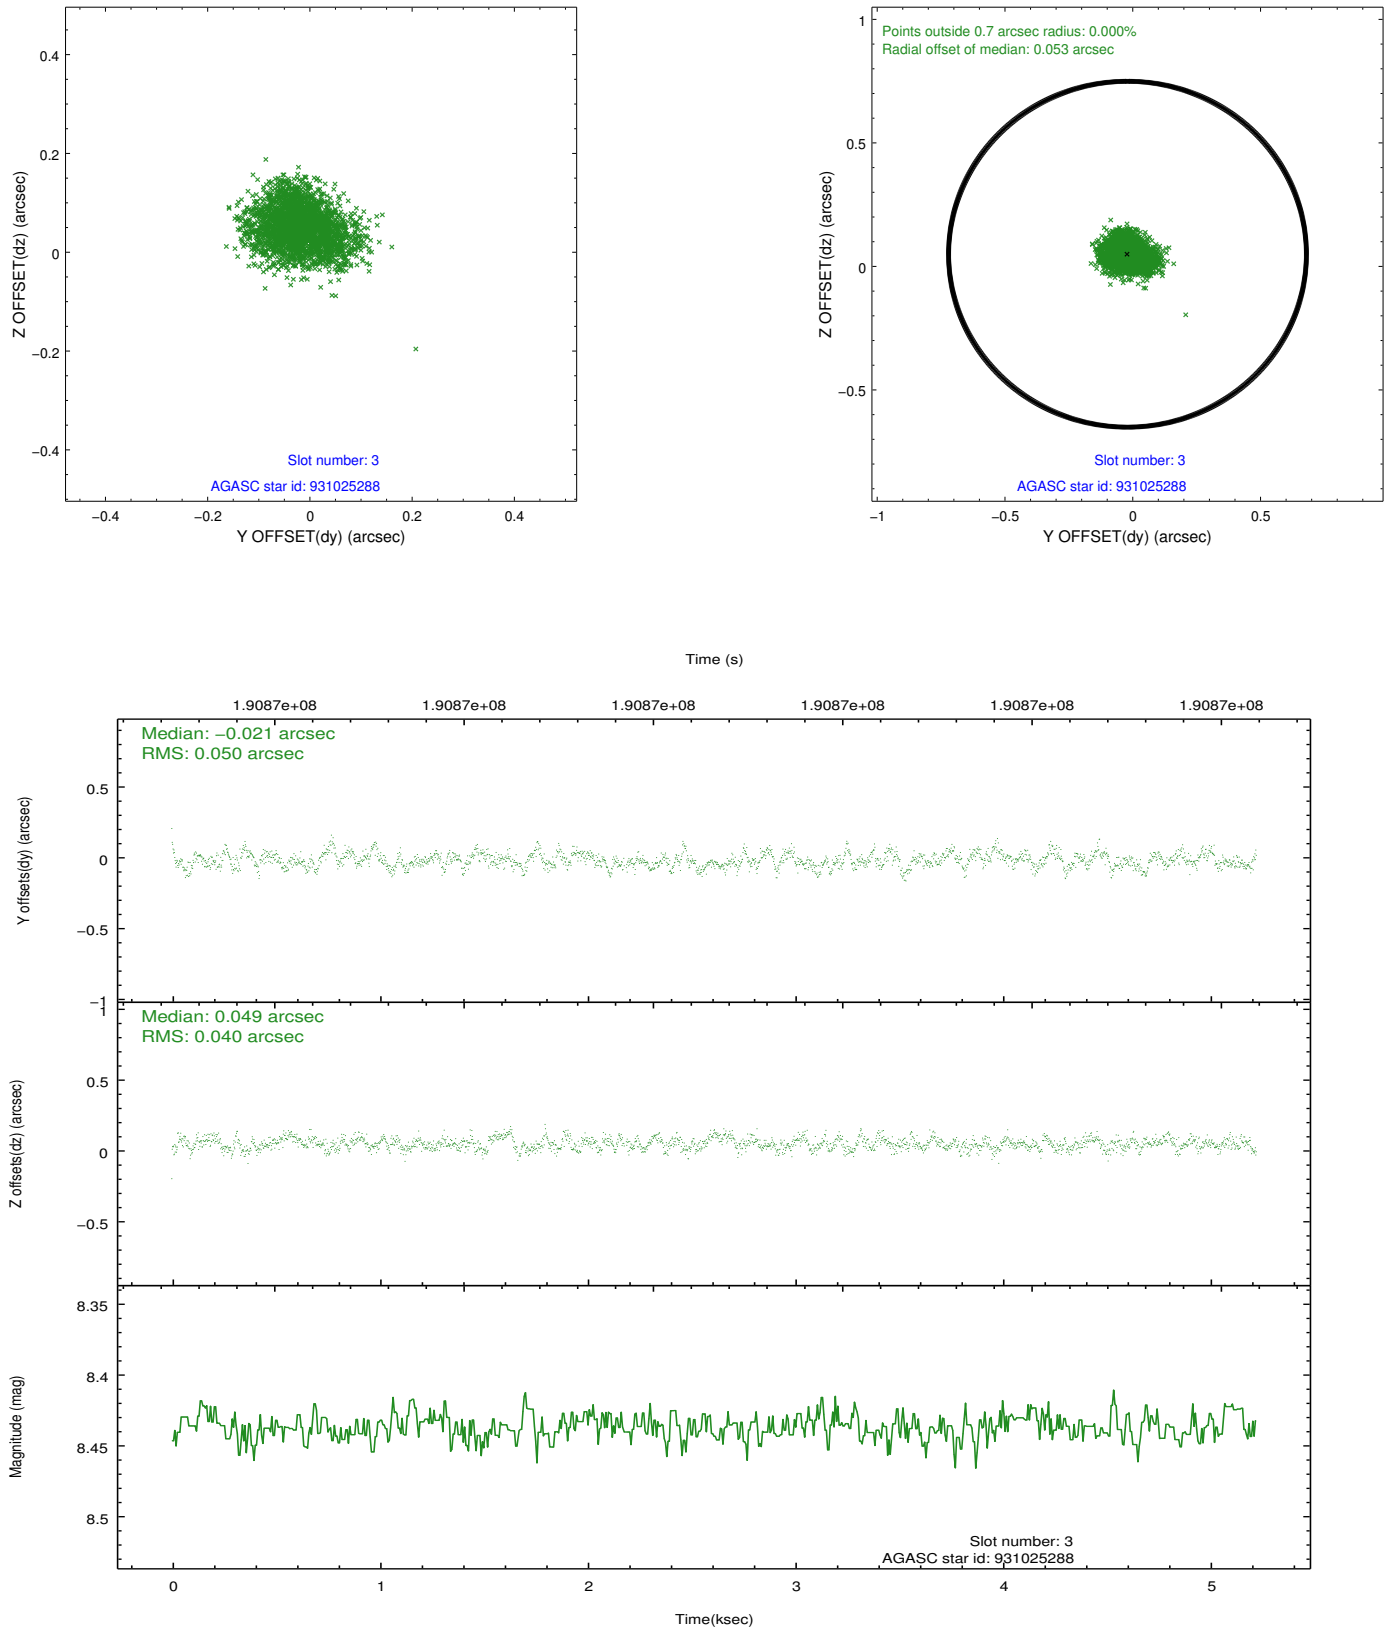 0.4
0.2
0
−0.2
−0.4
Z OFFSET(dz) (arcsec)
Slot number: 3
AGASC star id: 931025288
−0.4 −0.2 0 0.2 0.4
Y OFFSET(dy) (arcsec)
1
0.5
0
−0.5
Z OFFSET(dz) (arcsec)
Points outside 0.7 arcsec radius: 0.000%
Radial offset of median: 0.053 arcsec
Slot number: 3
AGASC star id: 931025288
−1 −0.5 0 0.5
Y OFFSET(dy) (arcsec)
Time (s)
1.9087e+08 1.9087e+08 1.9087e+08 1.9087e+08 1.9087e+08 1.9087e+08
Median: −0.021 arcsec
RMS: 0.050 arcsec
0.5
0
−0.5
−1
Y offsets(dy) (arcsec)
Median: 0.049 arcsec
RMS: 0.040 arcsec
1
0.5
0
−0.5
Z offsets(dz) (arcsec)
8.35
8.4
8.45
8.5
Magnitude (mag)
Slot number: 3
AGASC star id: 931025288
0 1 2 3 4 5
Time(ksec)